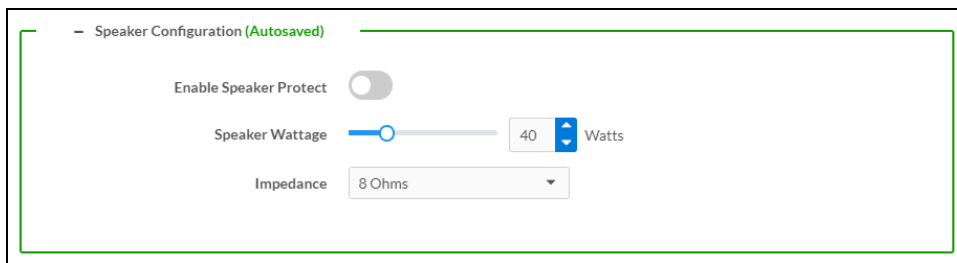 – Speaker Configuration (Autosaved)
Enable Speaker Protect
Speaker Wattage 40 Watts
Impedance 8 Ohms